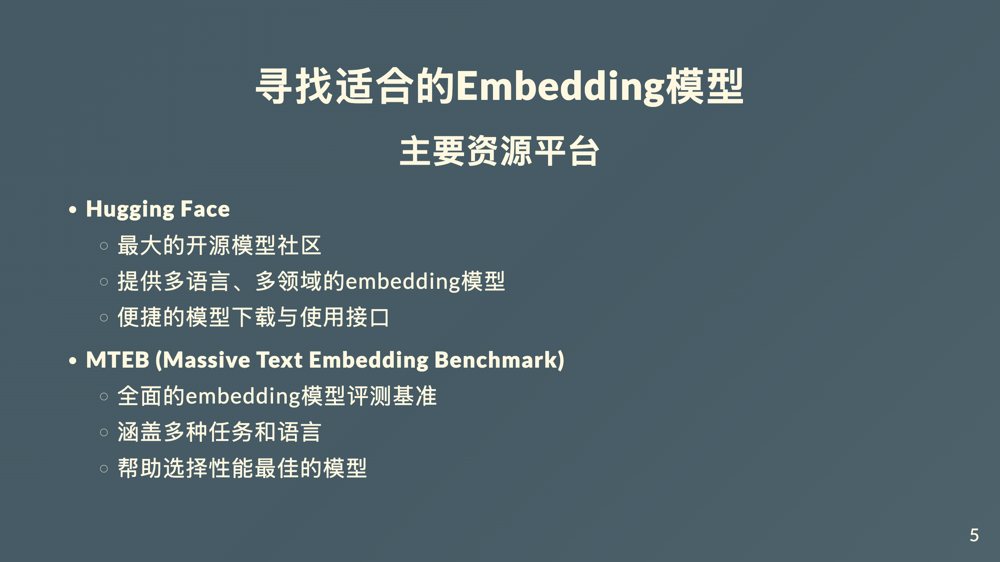 寻找适合的Embedding模型
主要资源平台
• Hugging Face
○ 最大的开源模型社区
○ 提供多语言、多领域的embedding模型
○ 便捷的模型下载与使用接口
• MTEB (Massive Text Embedding Benchmark)
○ 全面的embedding模型评测基准
○ 涵盖多种任务和语言
○ 帮助选择性能最佳的模型
5